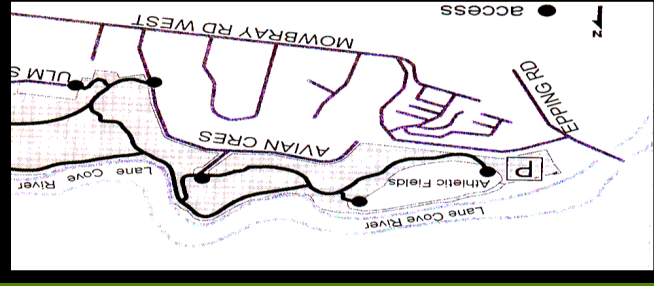 Lane Cove River
Athletic Fields
P
Lane Cove River
EPPING RD
AVIAN CRES
ULM S
MOWBRAY RD WEST
N
access